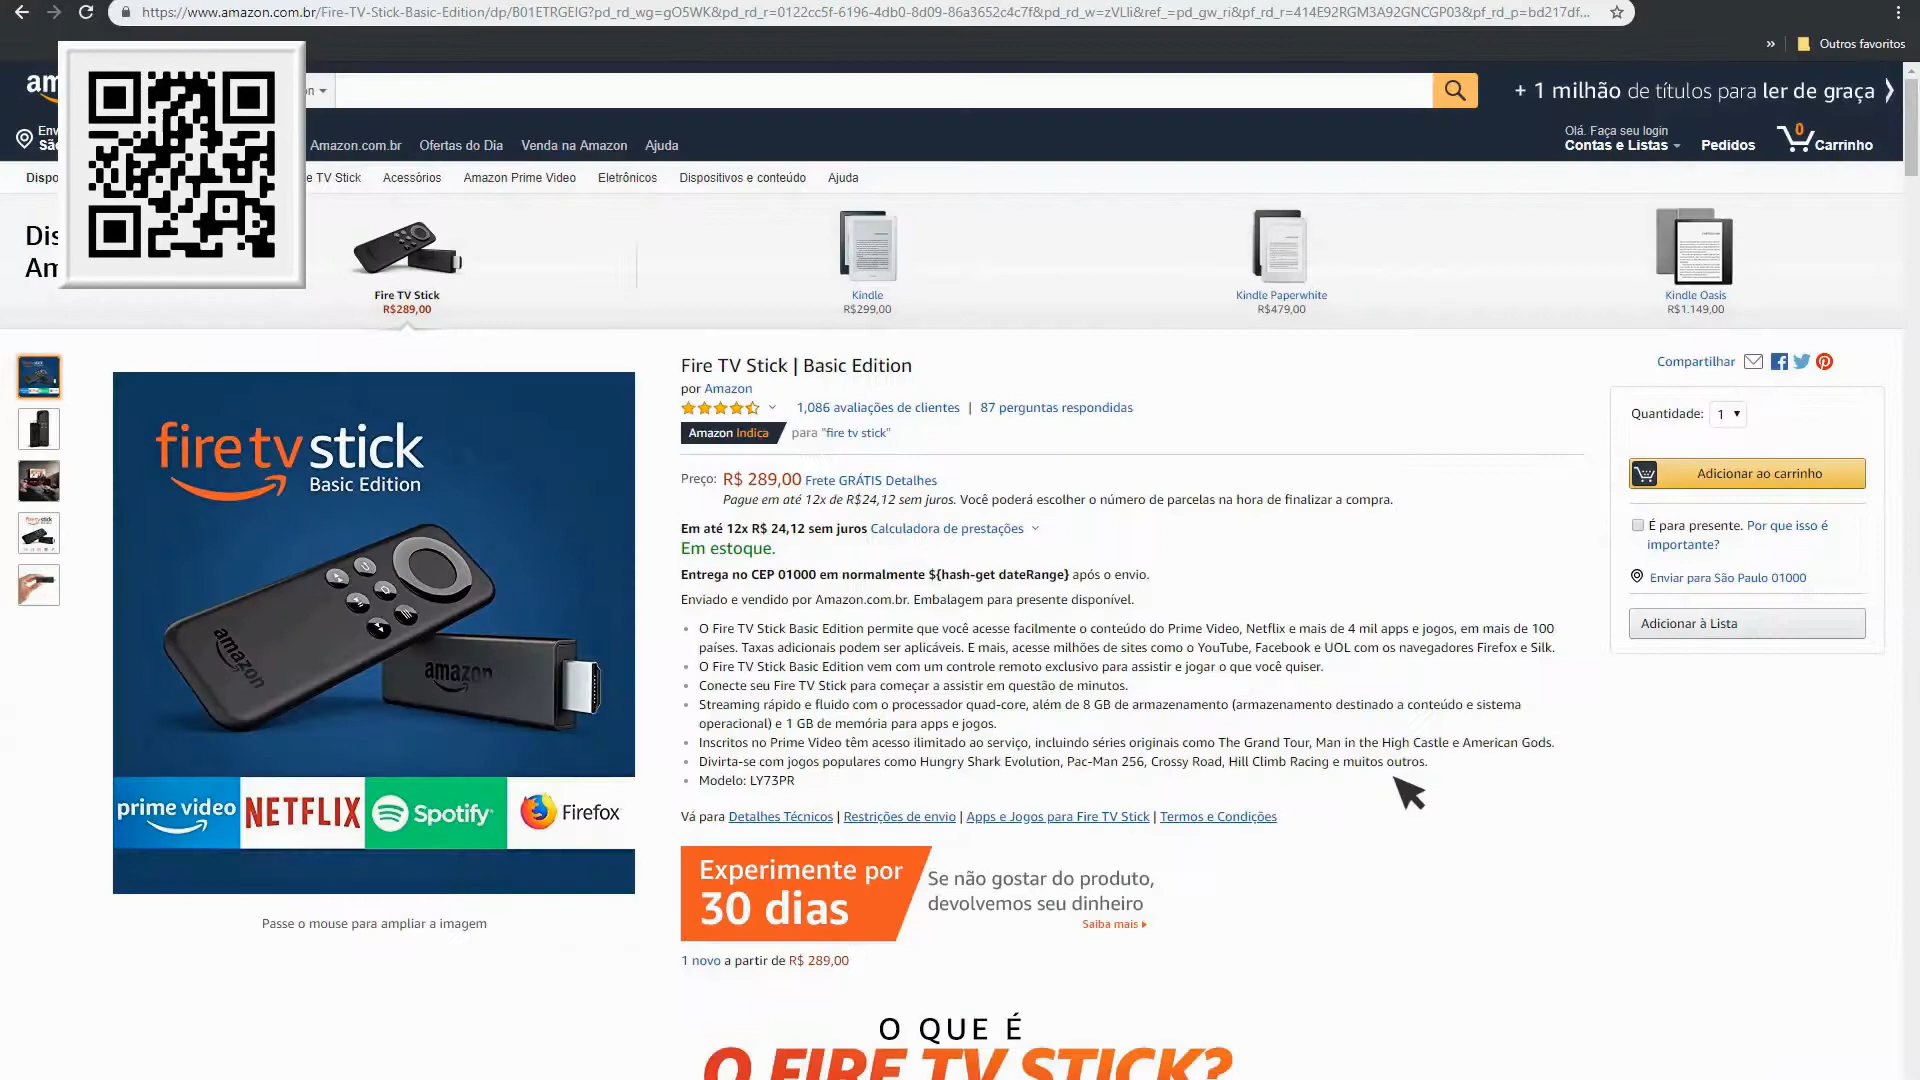 https://www.amazon.com.br/Fire-TV-Stick-Basic-Edition/dp/B01ETRGEIG?pd_rd_wg=gO5WK&pd_rd_r=0122cc5f-6196-4db0-8d09-86a3652c4c7f&pd_rd_w=zVLli&ref_=pd_gw_ri&pf_rd_r=414E92RGM3A92GNCGP03&pf_rd_p=bd217df...
» Outros favoritos
am
on
+ 1 milhão de títulos para ler de graça
Env
São
Amazon.com.br Ofertas do Dia Venda na Amazon Ajuda
Olá. Faça seu login
Contas e Listas
Pedidos
0
Carrinho
Dispo
e TV Stick Acessórios Amazon Prime Video Eletrônicos Dispositivos e conteúdo Ajuda
Dis
Am
Fire TV Stick
R$289,00
Kindle
R$299,00
Kindle Paperwhite
R$479,00
Kindle Oasis
R$1.149,00
fire tv stick
Basic Edition
amazon
amazon
prime video
NETFLIX
Spotify
Firefox
Passe o mouse para ampliar a imagem
Fire TV Stick | Basic Edition
por Amazon
1,086 avaliações de clientes | 87 perguntas respondidas
Amazon Indica para "fire tv stick"
Preço: R$ 289,00 Frete GRÁTIS Detalhes
Pague em até 12x de R$24,12 sem juros. Você poderá escolher o número de parcelas na hora de finalizar a compra.
Em até 12x R$ 24,12 sem juros Calculadora de prestações
Em estoque.
Entrega no CEP 01000 em normalmente ${hash-get dateRange} após o envio.
Enviado e vendido por Amazon.com.br. Embalagem para presente disponível.
O Fire TV Stick Basic Edition permite que você acesse facilmente o conteúdo do Prime Video, Netflix e mais de 4 mil apps e jogos, em mais de 100
países. Taxas adicionais podem ser aplicáveis. E mais, acesse milhões de sites como o YouTube, Facebook e UOL com os navegadores Firefox e Silk.
O Fire TV Stick Basic Edition vem com um controle remoto exclusivo para assistir e jogar o que você quiser.
Conecte seu Fire TV Stick para começar a assistir em questão de minutos.
Streaming rápido e fluido com o processador quad-core, além de 8 GB de armazenamento (armazenamento destinado a conteúdo e sistema
operacional) e 1 GB de memória para apps e jogos.
Inscritos no Prime Video têm acesso ilimitado ao serviço, incluindo séries originais como The Grand Tour, Man in the High Castle e American Gods.
Divirta-se com jogos populares como Hungry Shark Evolution, Pac-Man 256, Crossy Road, Hill Climb Racing e muitos outros.
Modelo: LY73PR
Vá para Detalhes Técnicos | Restrições de envio | Apps e Jogos para Fire TV Stick | Termos e Condições
Experimente por
30 dias
Se não gostar do produto,
devolvemos seu dinheiro
Saiba mais
1 novo a partir de R$ 289,00
Compartilhar
Quantidade: 1
Adicionar ao carrinho
É para presente. Por que isso é
importante?
Enviar para São Paulo 01000
Adicionar à Lista
O QUE É
O FIRE TV STICK?